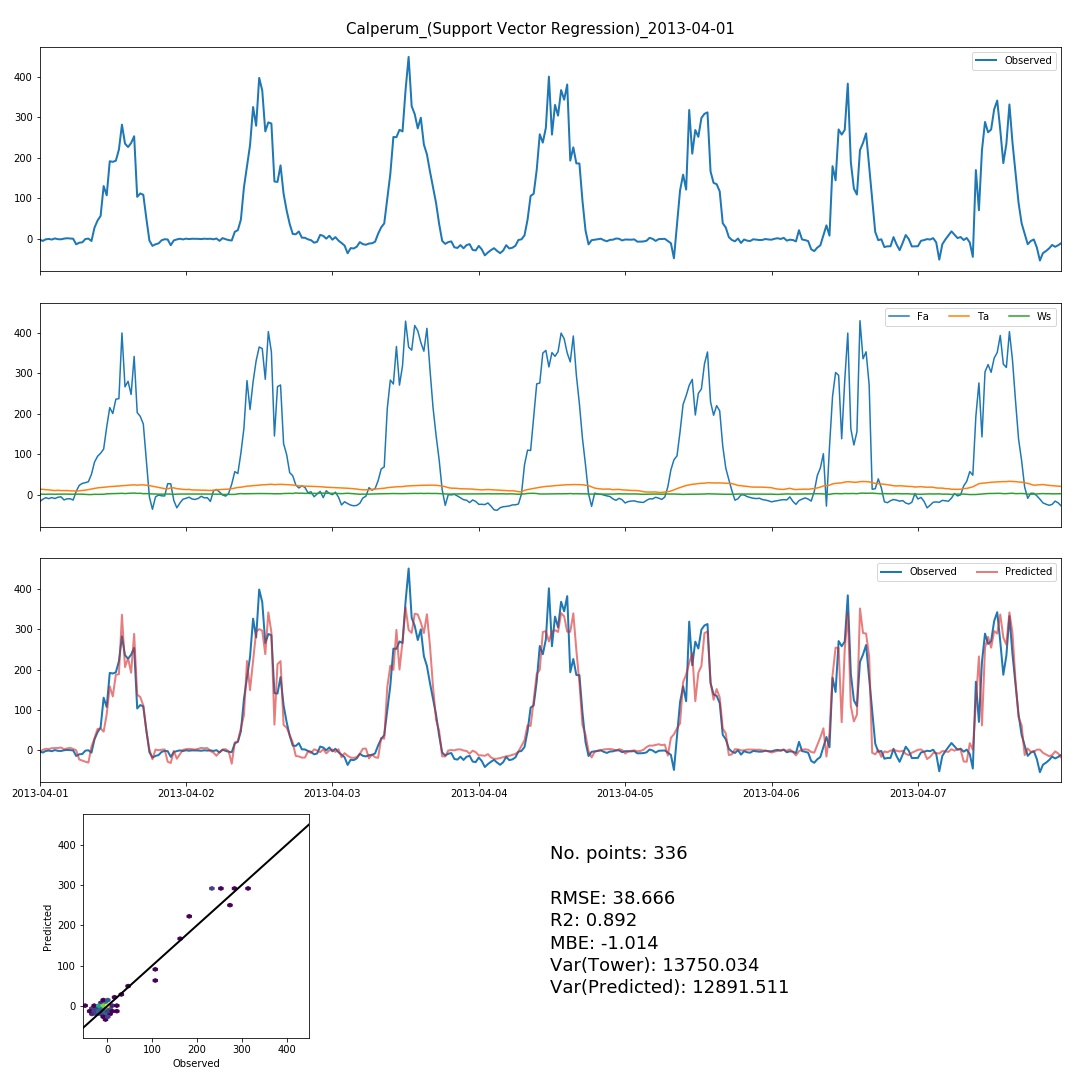 Calperum_(Support Vector Regression)_2013-04-01
Observed
400
300
200
100
0
Fa Ta Ws
400
300
200
100
0
Observed Predicted
400
300
200
100
0
2013-04-01 2013-04-02 2013-04-03 2013-04-04 2013-04-05 2013-04-06 2013-04-07
400
300
200
100
0
Predicted
0 100 200 300 400
Observed
No. points: 336
RMSE: 38.666
R2: 0.892
MBE: -1.014
Var(Tower): 13750.034
Var(Predicted): 12891.511